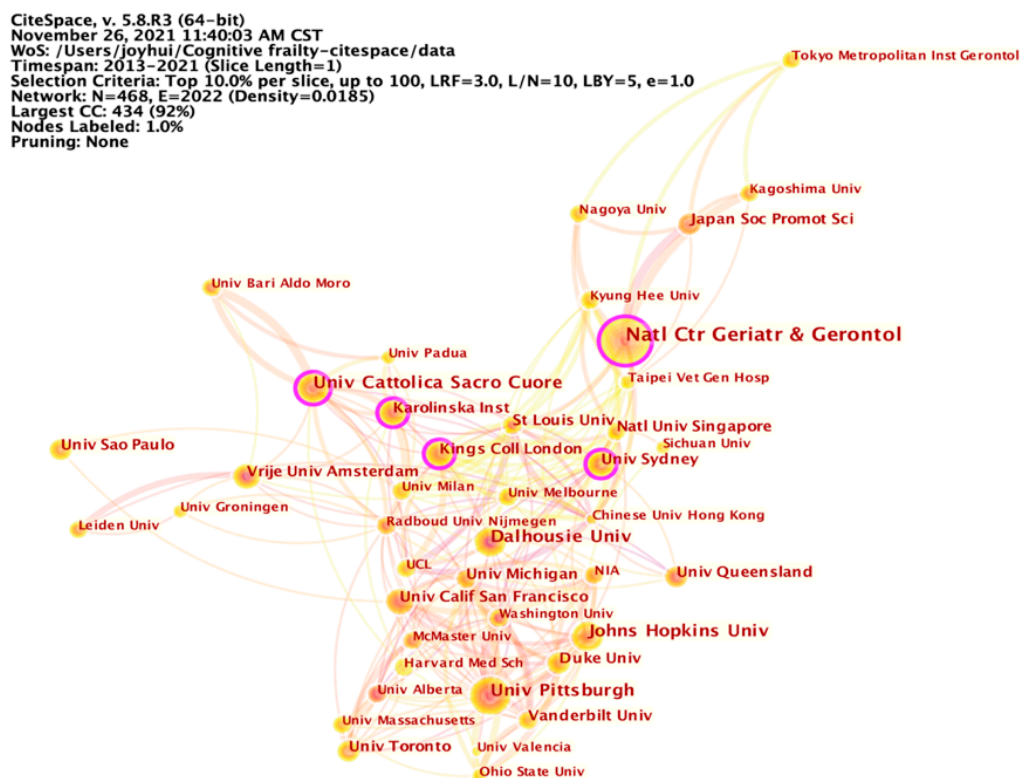 CiteSpace, v. 5.8.R3 (64-bit)
November 26, 2021 11:40:03 AM CST
WoS: /Users/joyhui/Cognitive frailty-citespace/data
Timespan: 2013-2021 (Slice Length=1)
Selection Criteria: Top 10.0% per slice, up to 100, LRF=3.0, L/N=10, LBY=5, e=1.0
Network: N=468, E=2022 (Density=0.0185)
Largest CC: 434 (92%)
Nodes Labeled: 1.0%
Pruning: None
Tokyo Metropolitan Inst Gerontol
Kagoshima Univ
Nagoya Univ
Japan Soc Promot Sci
Univ Bari Aldo Moro
Kyung Hee Univ
Natl Ctr Geriatr & Gerontol
Univ Padua
Taipei Vet Gen Hosp
Univ Cattolica Sacro Cuore
Karolinska Inst
St Louis Univ
Natl Univ Singapore
Univ Sao Paulo
Kings Coll London
Sichuan Univ
Univ Sydney
Vrije Univ Amsterdam
Univ Milan
Univ Melbourne
Univ Groningen
Chinese Univ Hong Kong
Leiden Univ
Radboud Univ Nijmegen
Dalhousie Univ
UCL
Univ Michigan
NIA
Univ Queensland
Univ Calif San Francisco
Washington Univ
Johns Hopkins Univ
McMaster Univ
Harvard Med Sch
Duke Univ
Univ Alberta
Univ Pittsburgh
Univ Massachusetts
Vanderbilt Univ
Univ Toronto
Univ Valencia
Ohio State Univ